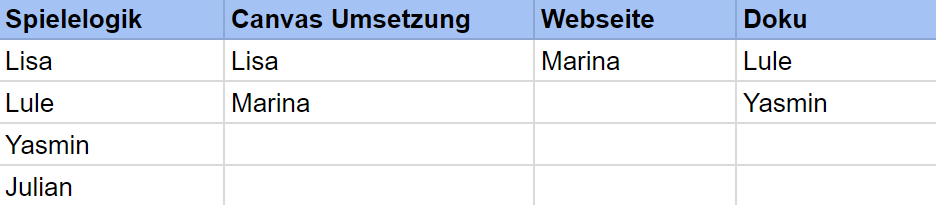 Spielelogik Canvas Umsetzung Webseite Doku
Lisa Lisa Marina Lule
Lule Marina Yasmin
Yasmin
Julian